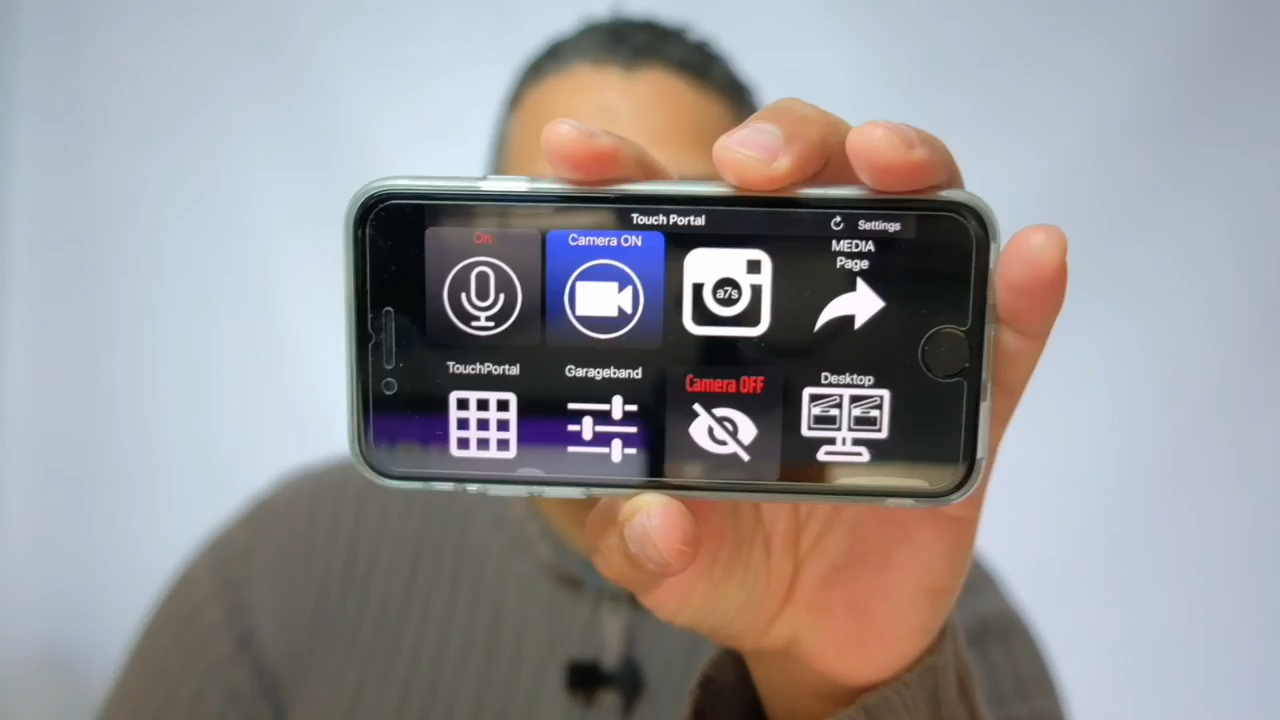 Touch Portal
Settings
On
Camera ON
a7s
MEDIA
Page
TouchPortal
Garageband
Camera OFF
Desktop